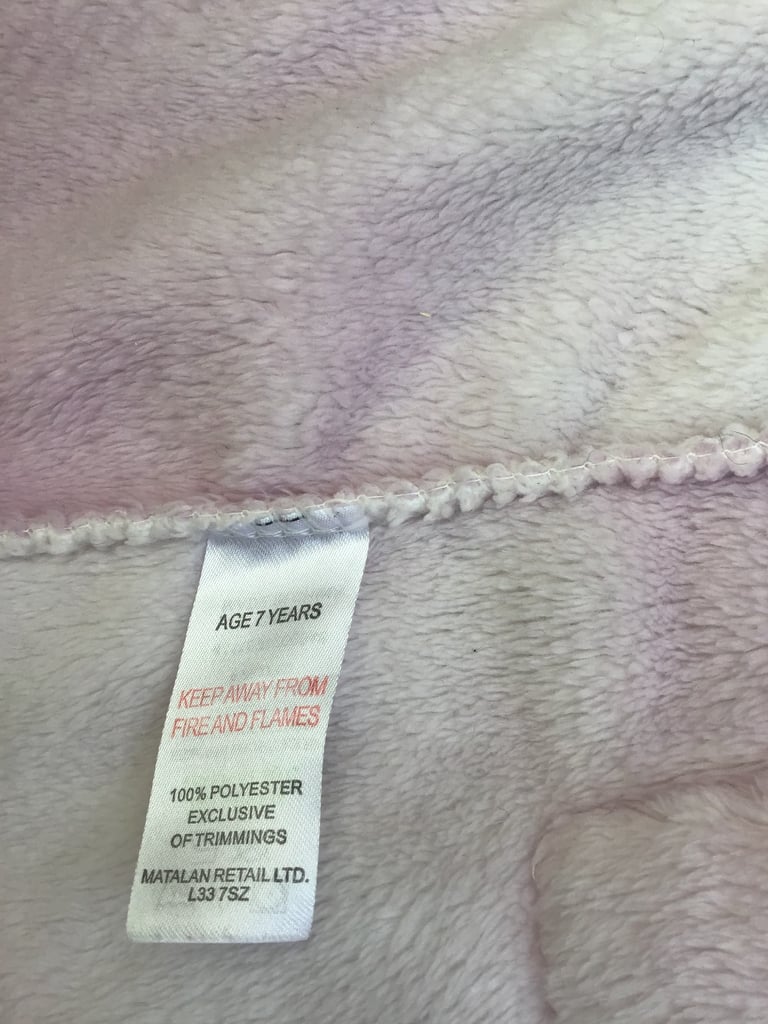 AGE 7 YEARS
KEEP AWAY FROM
FIRE AND FLAMES
100% POLYESTER
EXCLUSIVE
OF TRIMMINGS
MATALAN RETAIL LTD.
L33 7SZ